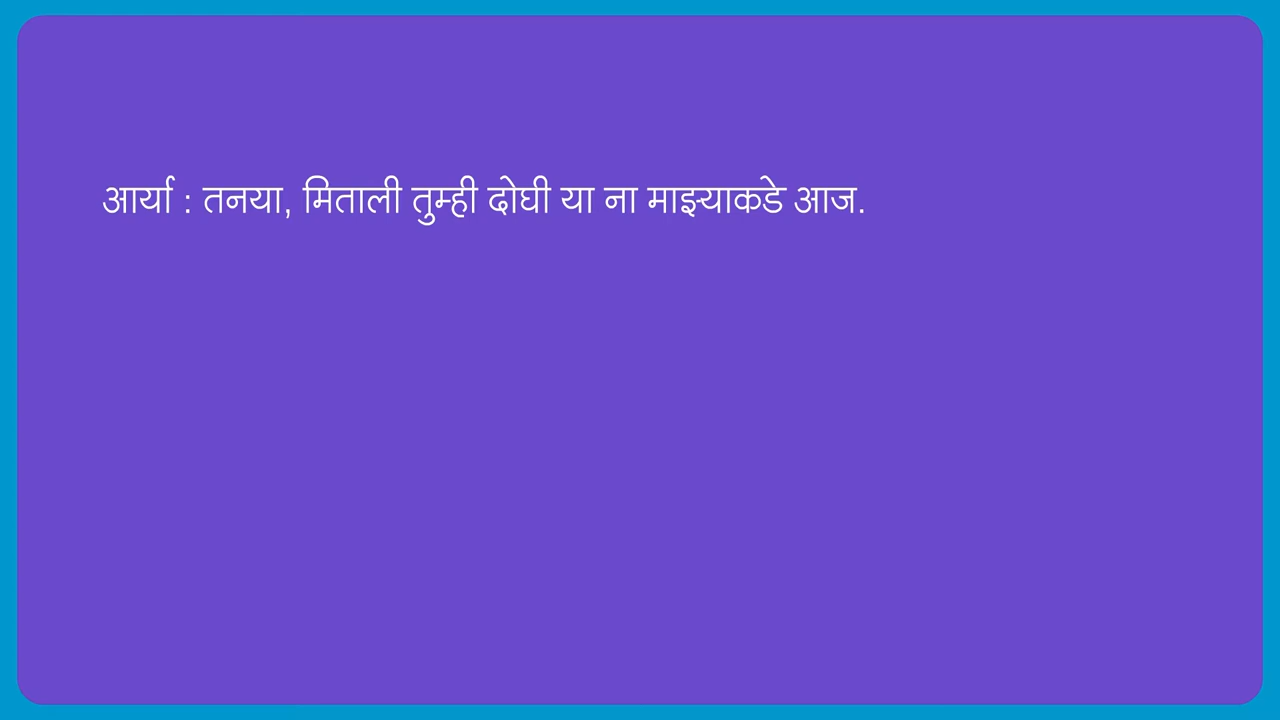 आर्या : तनया, मिताली तुम्ही दोघी या ना माझ्याकडे आज.